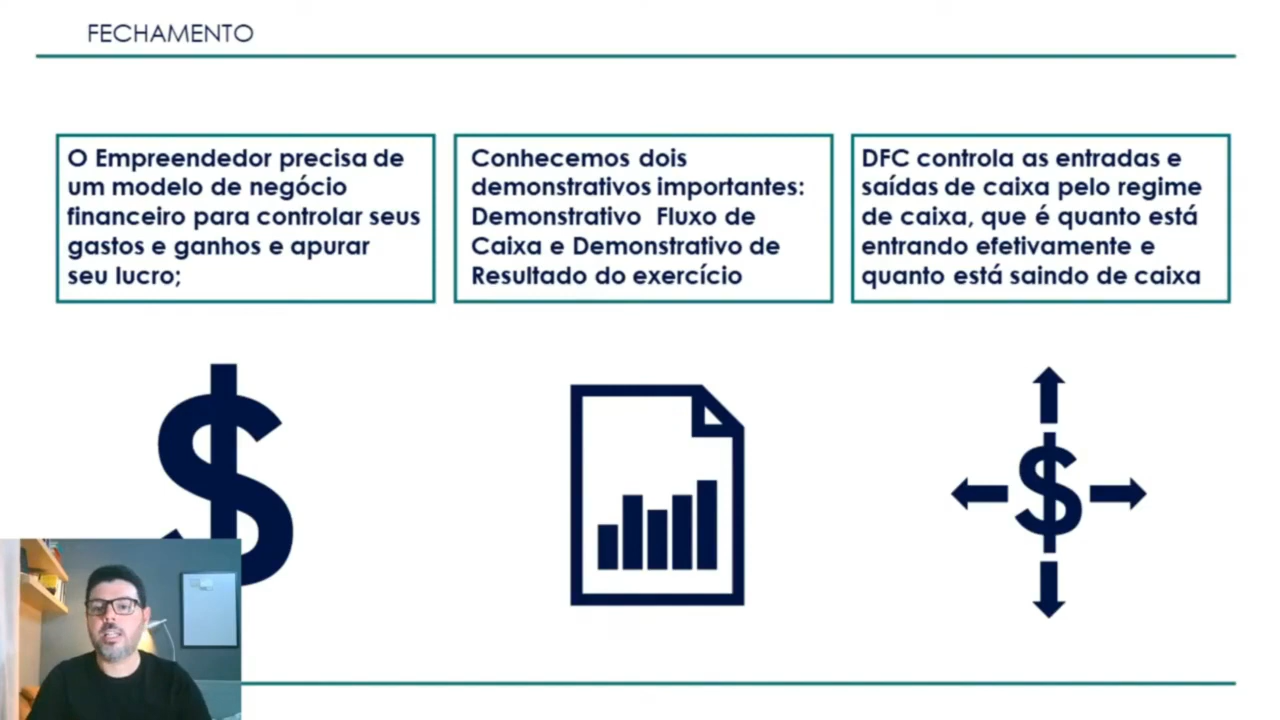 FECHAMENTO
O Empreendedor precisa de
um modelo de negócio
financeiro para controlar seus
gastos e ganhos e apurar
seu lucro;
Conhecemos dois
demonstrativos importantes:
Demonstrativo Fluxo de
Caixa e Demonstrativo de
Resultado do exercício
DFC controla as entradas e
saídas de caixa pelo regime
de caixa, que é quanto está
entrando efetivamente e
quanto está saindo de caixa